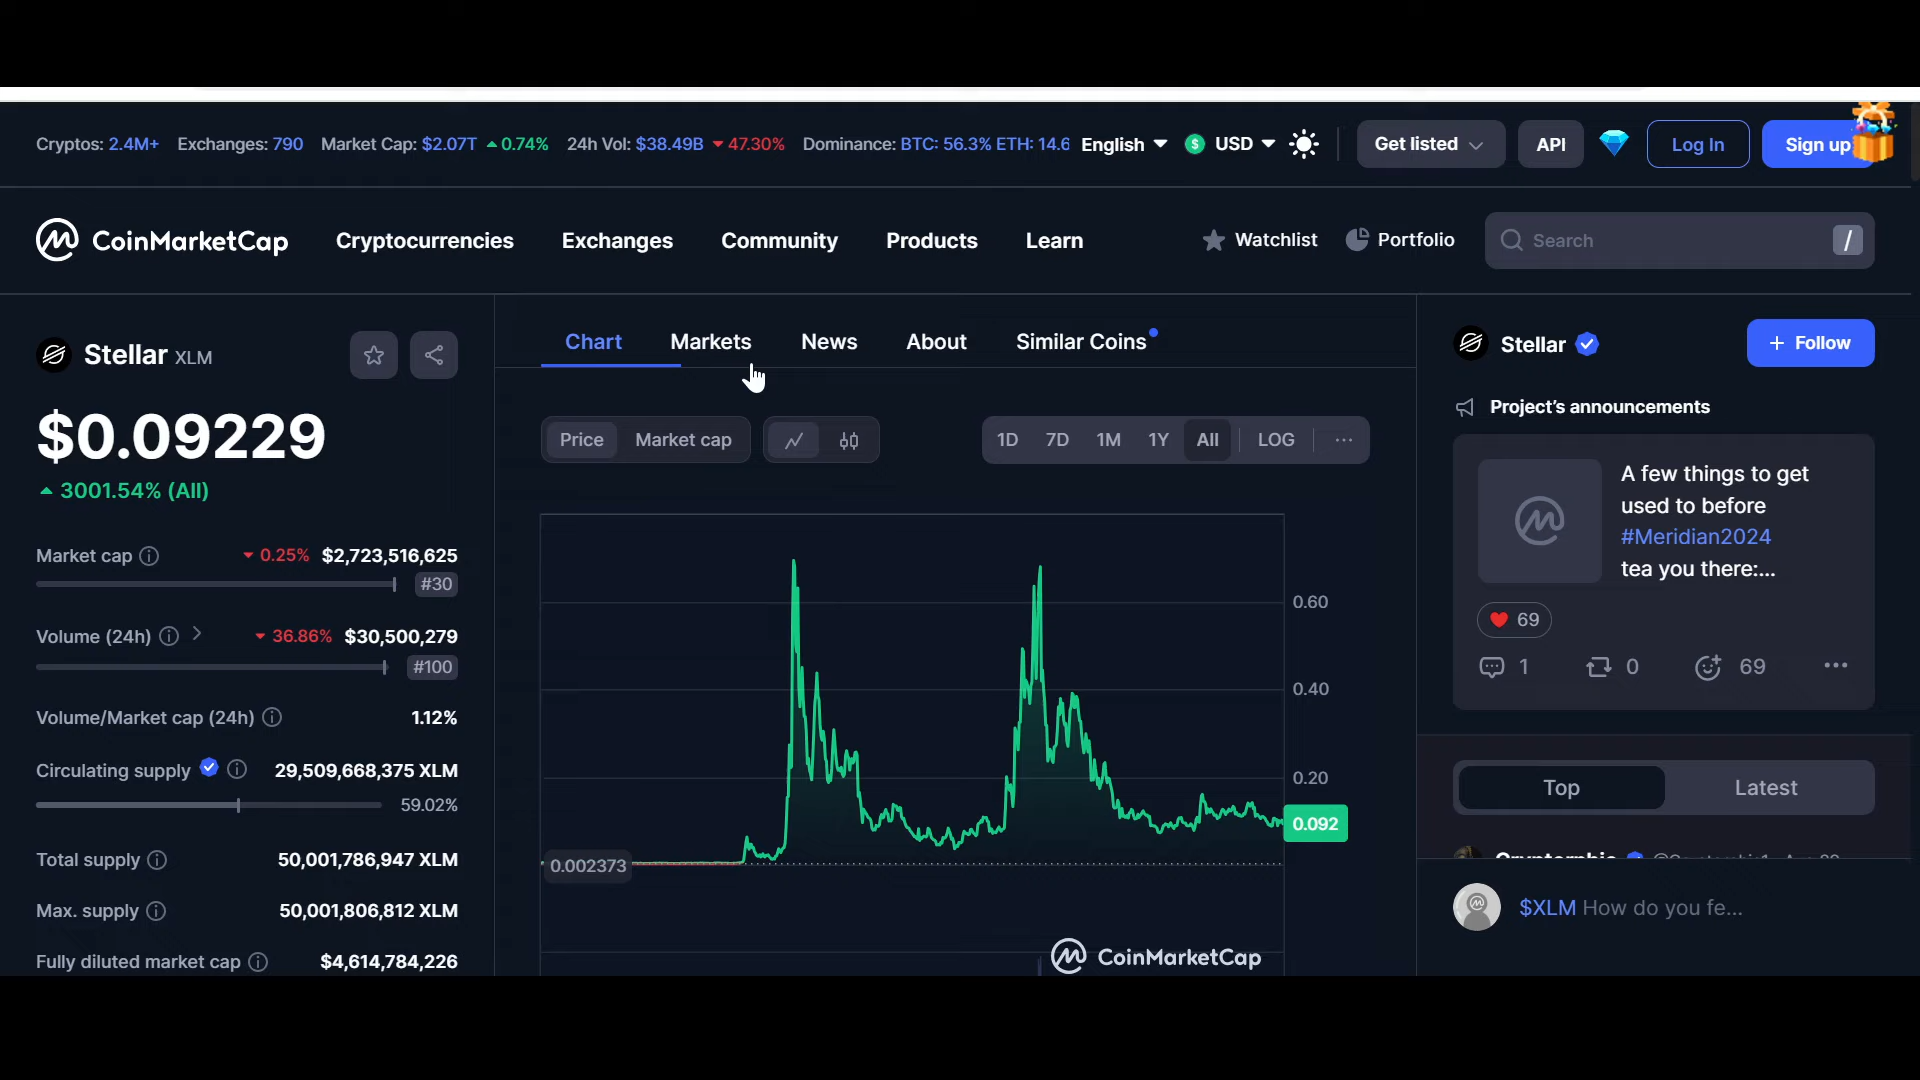 Cryptos: 2.4M+ Exchanges: 790 Market Cap: $2.07T 0.74% 24h Vol: $38.49B 47.30% Dominance: BTC: 56.3% ETH: 14.6 English USD Get listed API Log In Sign up
CoinMarketCap Cryptocurrencies Exchanges Community Products Learn Watchlist Portfolio Search /
Stellar XLM
$0.09229
3001.54% (All)
Market cap 0.25% $2,723,516,625
#30
Volume (24h) 36.86% $30,500,279
#100
Volume/Market cap (24h) 1.12%
Circulating supply 29,509,668,375 XLM
59.02%
Total supply 50,001,786,947 XLM
Max. supply 50,001,806,812 XLM
Fully diluted market cap $4,614,784,226
Chart Markets News About Similar Coins
Price Market cap 1D 7D 1M 1Y All LOG ...
0.60
0.40
0.20
0.092
0.002373
CoinMarketCap
Stellar + Follow
Project's announcements
A few things to get
used to before
#Meridian2024
tea you there:...
69
1 0 69
Top Latest
$XLM How do you fe...